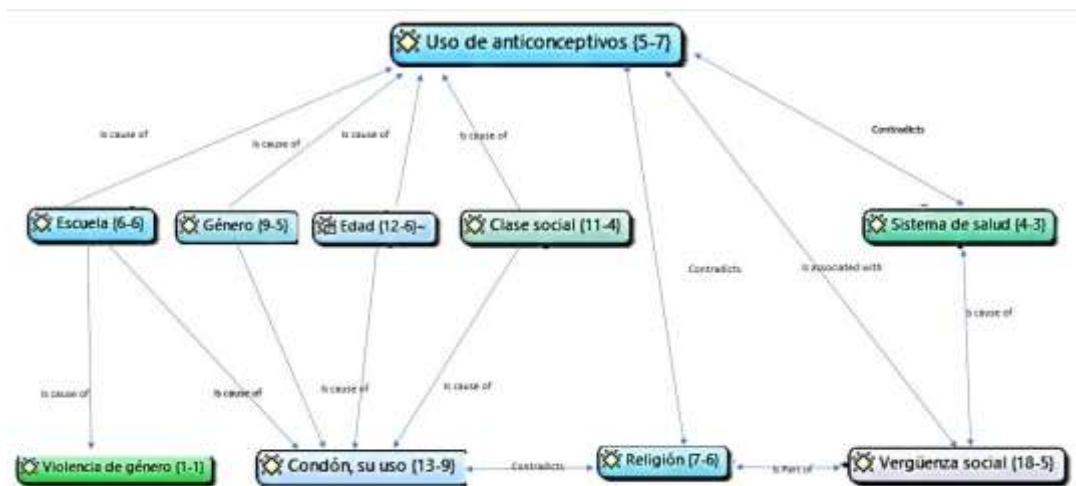 Uso de anticonceptivos {5-7}
Is cause of
Is cause of
Is cause of
Is cause of
Contradicts
Escuela {6-6}
Género {9-5}
Edad {12-6}~
Clase social {11-4}
Sistema de salud {4-3}
Contradicts
Is associated with
Is cause of
Is cause of
Is cause of
Is cause of
Is cause of
Violencia de género {1-1}
Condón, su uso {13-9}
Contradicts
Religión {7-6}
Is Part of
Vergüenza social {18-5}